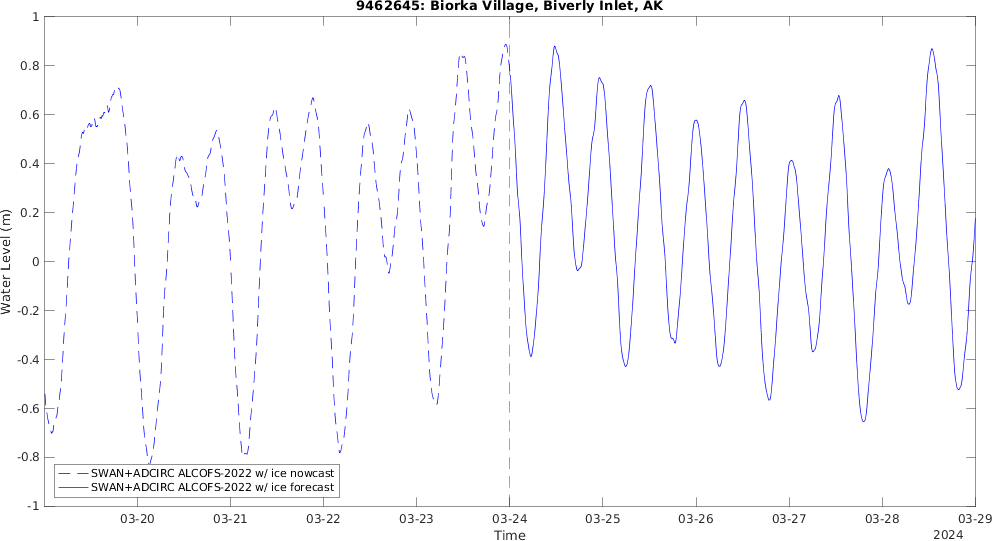 9462645: Biorka Village, Biverly Inlet, AK
1
0.8
0.6
0.4
0.2
0
-0.2
-0.4
-0.6
-0.8
-1
Water Level (m)
SWAN+ADCIRC ALCOFS-2022 w/ ice nowcast
SWAN+ADCIRC ALCOFS-2022 w/ ice forecast
03-20 03-21 03-22 03-23 03-24 03-25 03-26 03-27 03-28 03-29
Time
2024